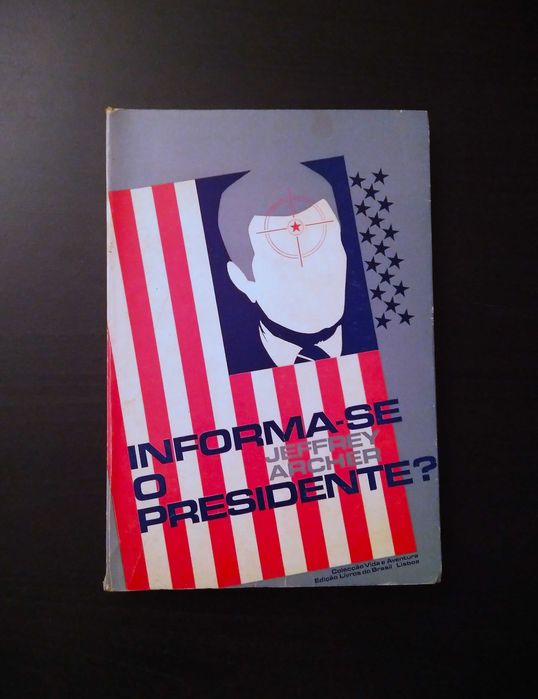 INFORMA-SE
JEFFREY
O
ARCHER
PRESIDENTE?
Colecção Vida e Aventura
Edição Livros do Brasil Lisboa